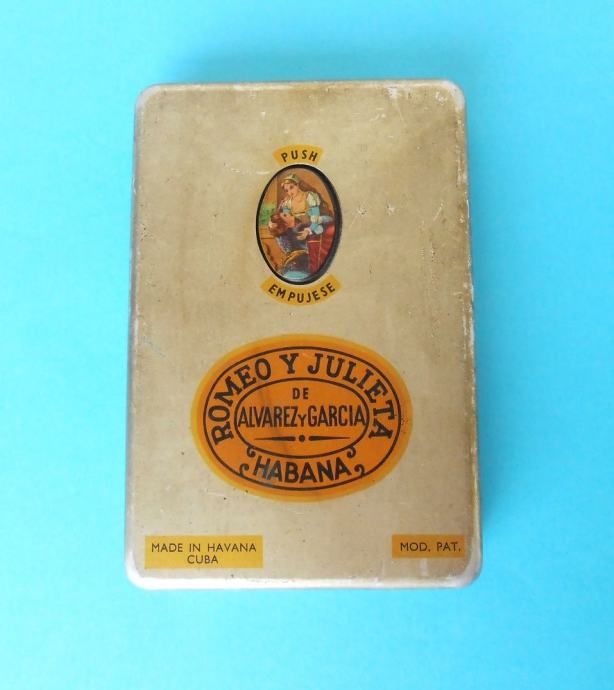 PUSH
EMPUJESE
ROMEO Y JULIETA
DE
ALVAREZ Y GARCIA
HABANA
MADE IN HAVANA
CUBA
MOD. PAT.